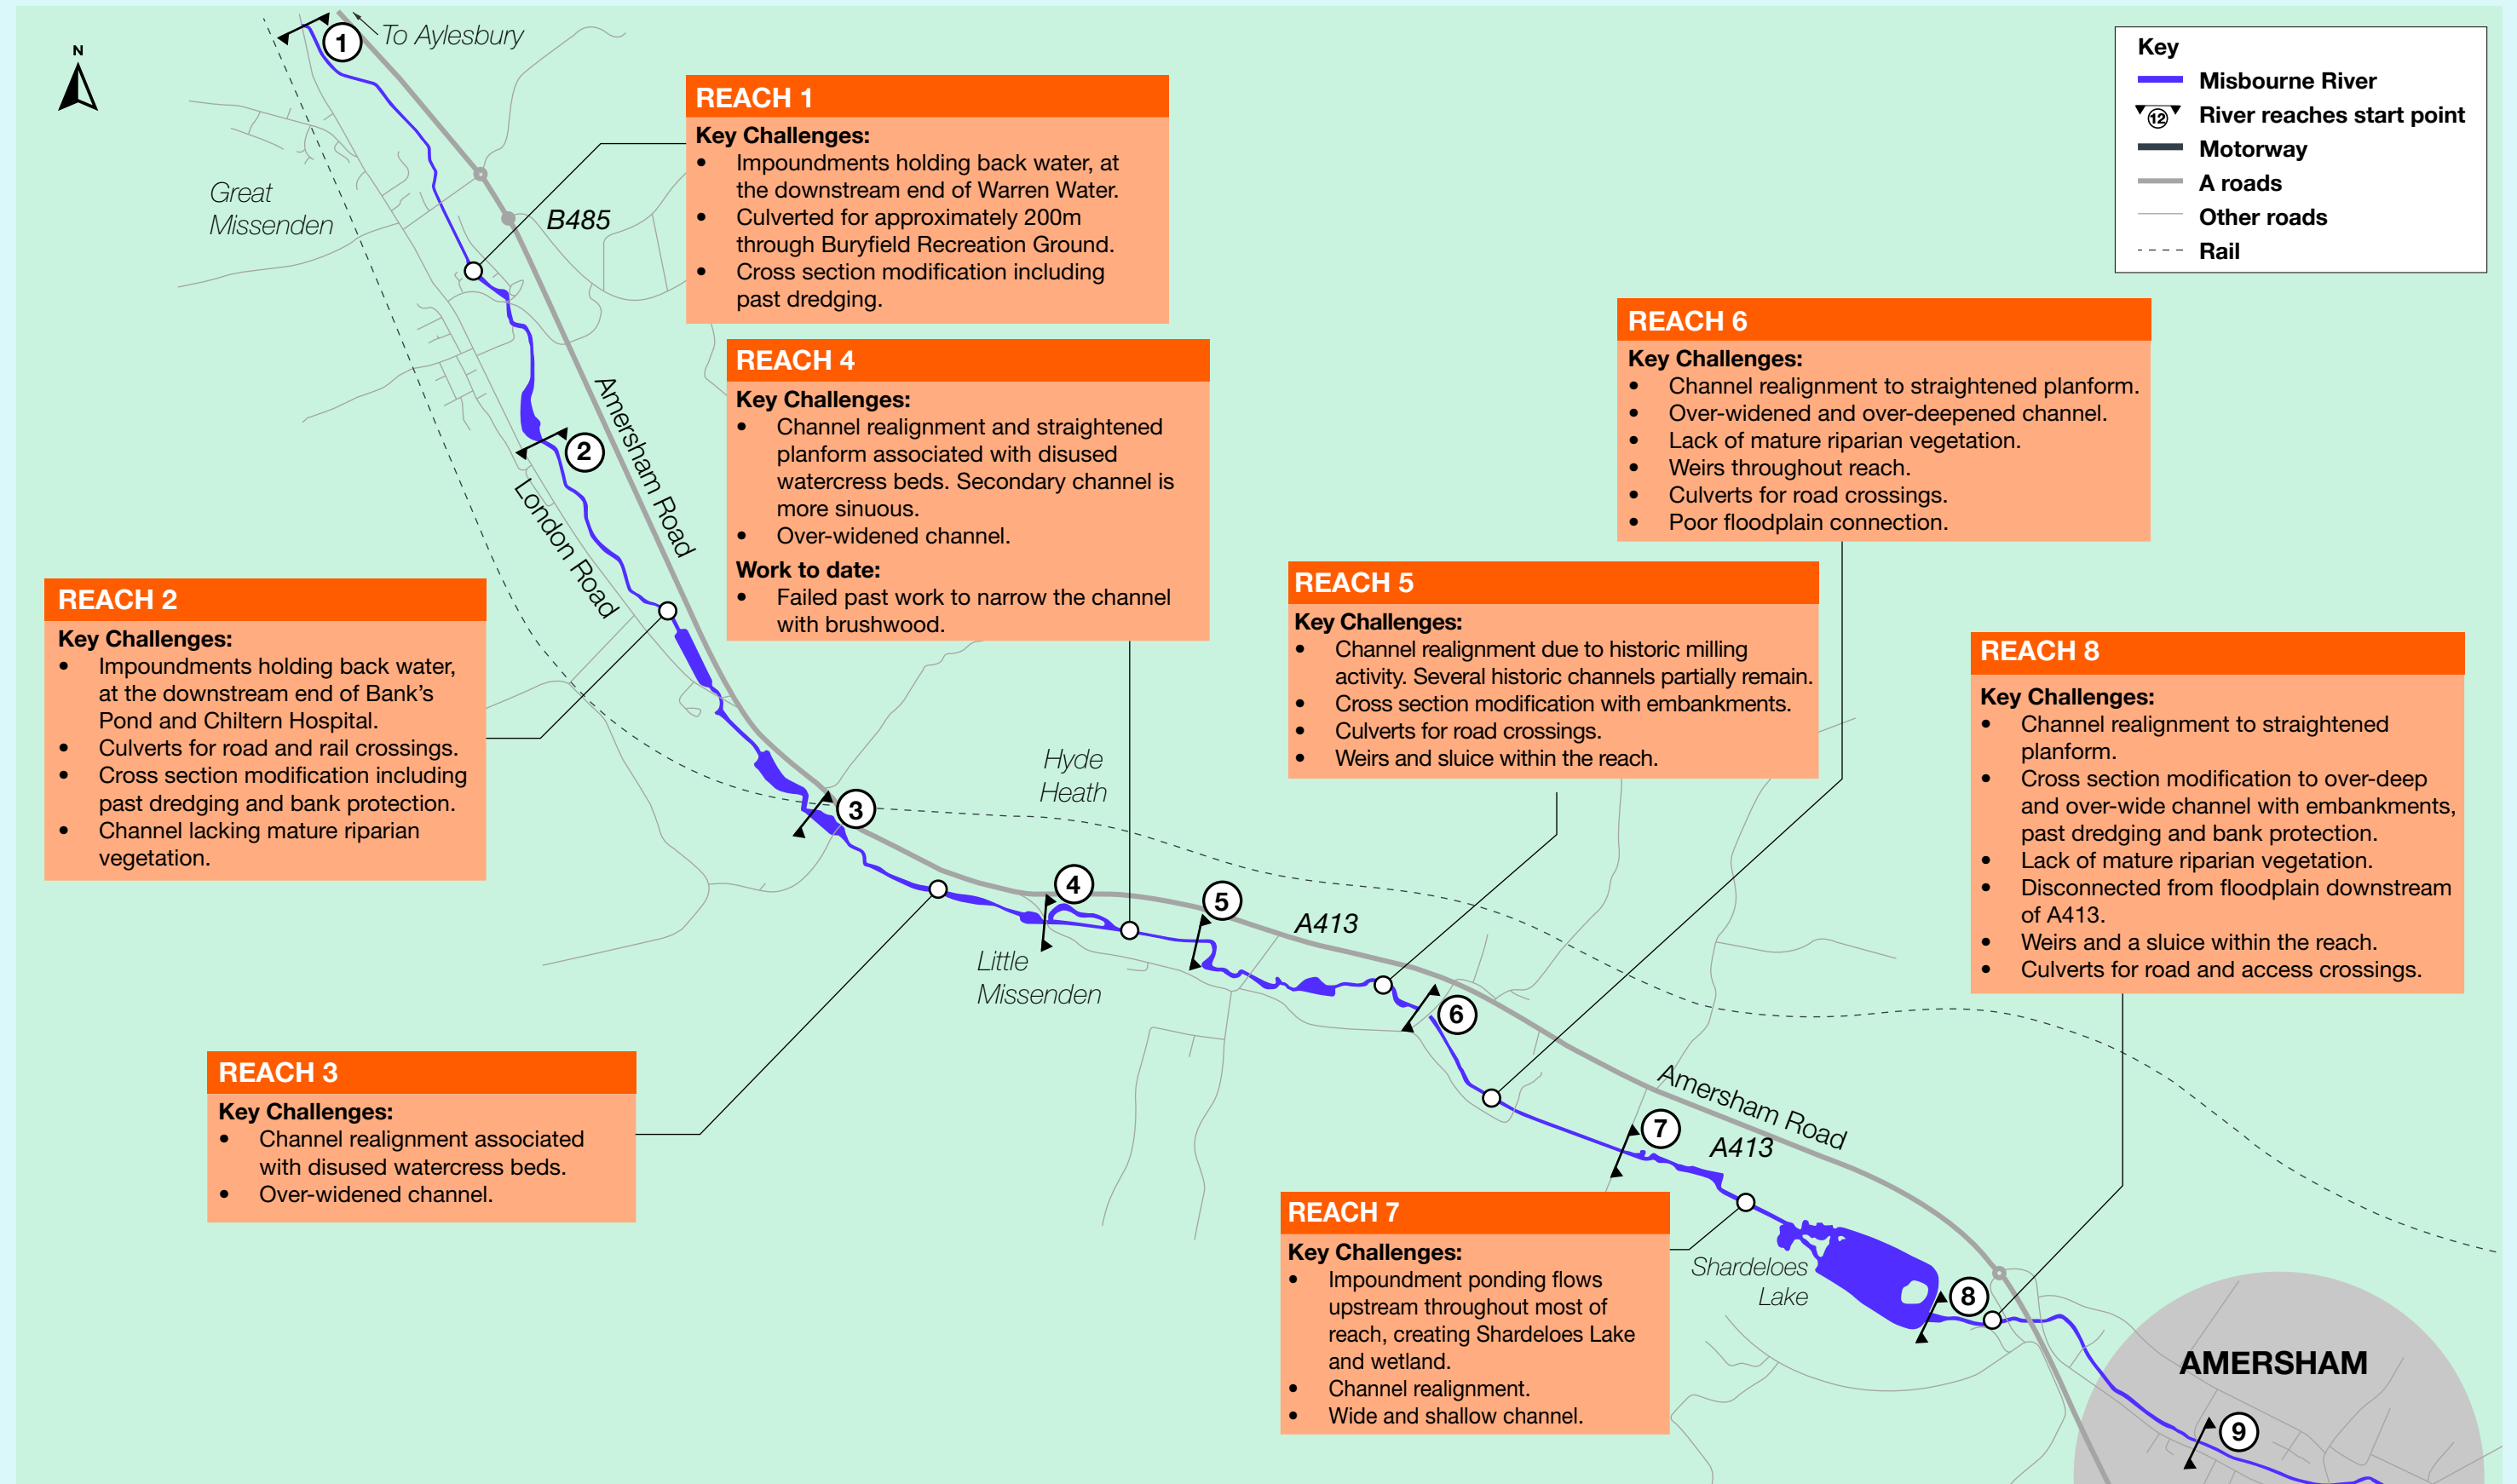 1
To Aylesbury
N
Great
Missenden
B485
Key
Misbourne River
12
River reaches start point
Motorway
A roads
Other roads
Rail
REACH 1
Key Challenges:
• Impoundments holding back water, at
the downstream end of Warren Water.
• Culverted for approximately 200m
through Buryfield Recreation Ground.
• Cross section modification including
past dredging.
REACH 4
Key Challenges:
• Channel realignment and straightened
planform associated with disused
watercress beds. Secondary channel is
more sinuous.
• Over-widened channel.
Work to date:
• Failed past work to narrow the channel
with brushwood.
REACH 6
Key Challenges:
• Channel realignment to straightened planform.
• Over-widened and over-deepened channel.
• Lack of mature riparian vegetation.
• Weirs throughout reach.
• Culverts for road crossings.
• Poor floodplain connection.
Amersham Road
2
London Road
REACH 2
Key Challenges:
• Impoundments holding back water,
at the downstream end of Bank's
Pond and Chiltern Hospital.
• Culverts for road and rail crossings.
• Cross section modification including
past dredging and bank protection.
• Channel lacking mature riparian
vegetation.
REACH 5
Key Challenges:
• Channel realignment due to historic milling
activity. Several historic channels partially remain.
• Cross section modification with embankments.
• Culverts for road crossings.
• Weirs and sluice within the reach.
REACH 8
Key Challenges:
• Channel realignment to straightened
planform.
• Cross section modification to over-deep
and over-wide channel with embankments,
past dredging and bank protection.
• Lack of mature riparian vegetation.
• Disconnected from floodplain downstream
of A413.
• Weirs and a sluice within the reach.
• Culverts for road and access crossings.
Hyde
Heath
3
4
5
A413
Little
Missenden
6
REACH 3
Key Challenges:
• Channel realignment associated
with disused watercress beds.
• Over-widened channel.
Amersham Road
7
A413
REACH 7
Key Challenges:
• Impoundment ponding flows
upstream throughout most of
reach, creating Shardeloes Lake
and wetland.
• Channel realignment.
• Wide and shallow channel.
Shardeloes
Lake
8
AMERSHAM
9